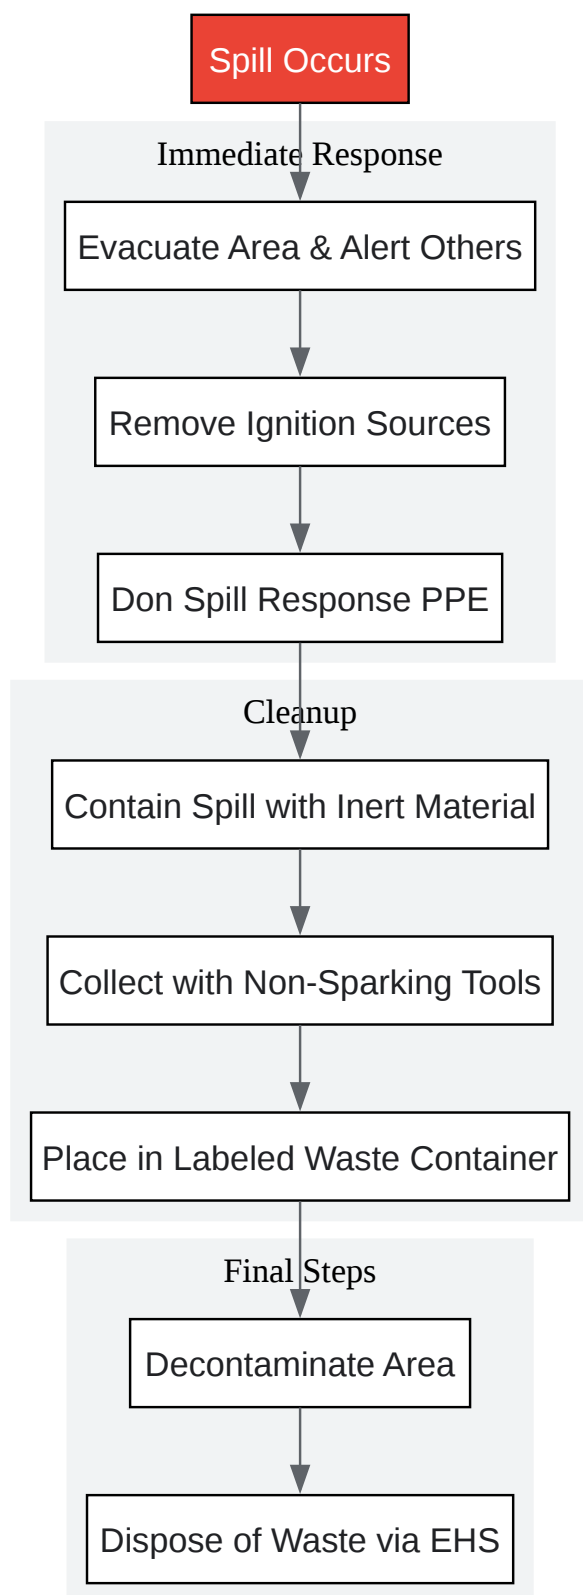 Spill Occurs
Immediate Response
Evacuate Area & Alert Others
Remove Ignition Sources
Don Spill Response PPE
Cleanup
Contain Spill with Inert Material
Collect with Non-Sparking Tools
Place in Labeled Waste Container
Final Steps
Decontaminate Area
Dispose of Waste via EHS